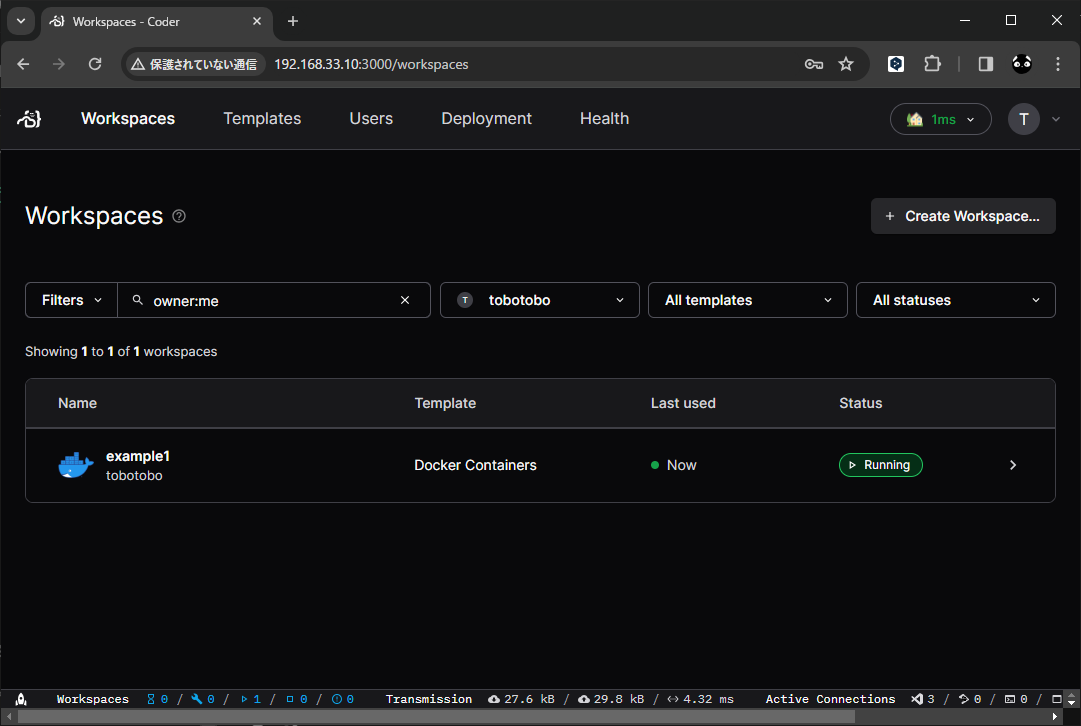 Workspaces - Coder
保護されていない通信 192.168.33.10:3000/workspaces
Workspaces Templates Users Deployment Health 1ms T
Workspaces
+ Create Workspace...
Filters owner:me T tobotobo All templates All statuses
Showing 1 to 1 of 1 workspaces
Name Template Last used Status
example1
tobotobo
Docker Containers Now Running
Workspaces 0 / 0 / 1 / 0 / 0 Transmission 27.6 kB / 29.8 kB / 4.32 ms Active Connections 3 / 0 / 0 /